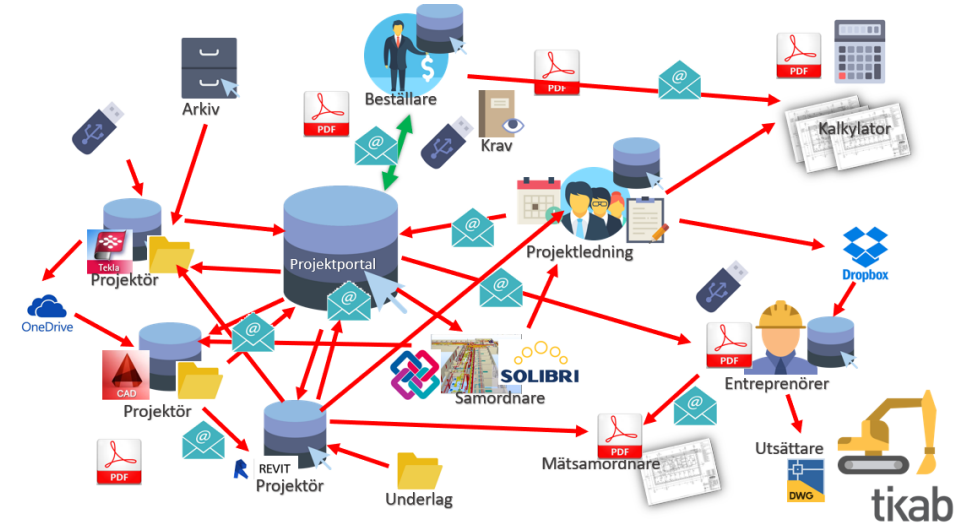 Arkiv
PDF
Beställare
PDF
Krav
PDF
Kalkylator
Tekla
Projektör
Projektportal
Projektledning
Dropbox
OneDrive
CAD
Projektör
SOLIBRI
Samordnare
PDF
Entreprenörer
PDF
REVIT
Projektör
Underlag
PDF
Mätsamordnare
Utsättare
DWG
tikab